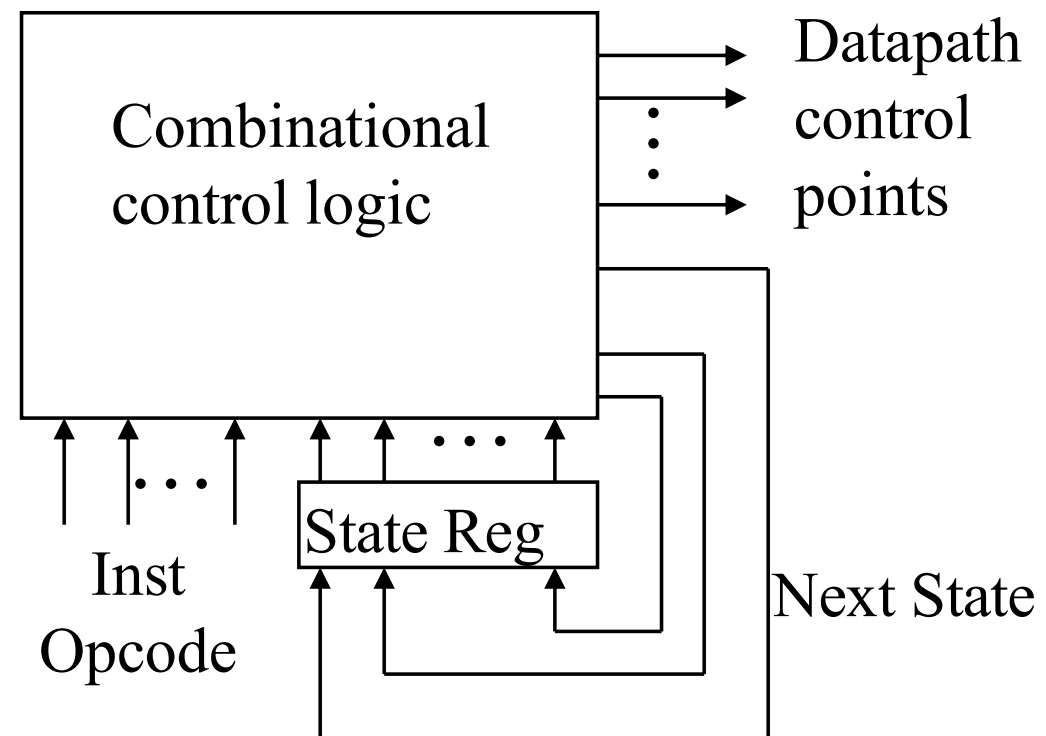 Combinational
control logic
Datapath
control
points
Inst
Opcode
State Reg
Next State